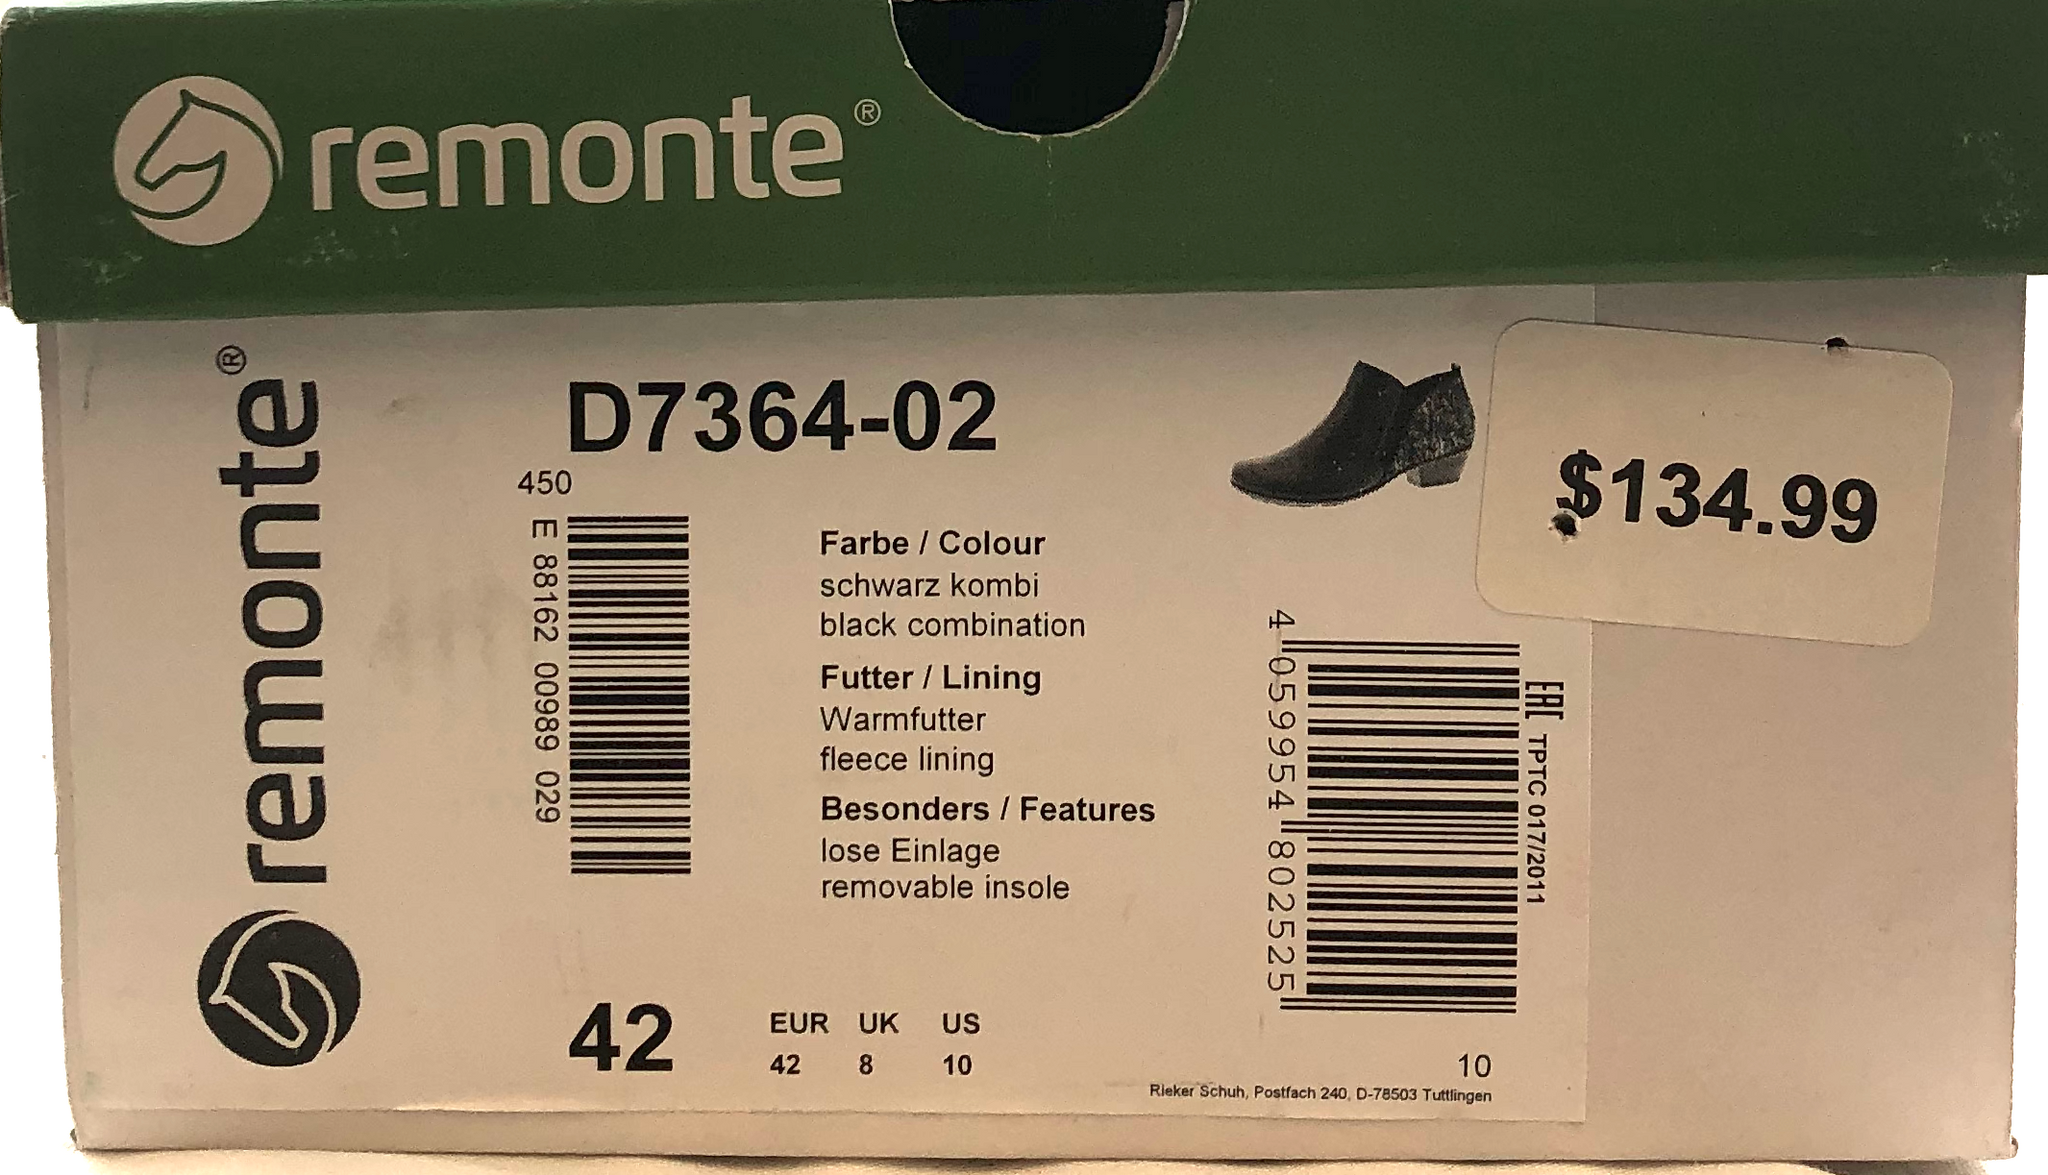 remonte®
remonte®
D7364-02
450
E 88162 00989 029
Farbe / Colour
schwarz kombi
black combination
Futter / Lining
Warmfutter
fleece lining
Besonders / Features
lose Einlage
removable insole
$134.99
4 059954 802525
EAC TPTC 017/2011
42
EUR UK US
42 8 10
10
Rieker Schuh, Postfach 240, D-78503 Tuttlingen